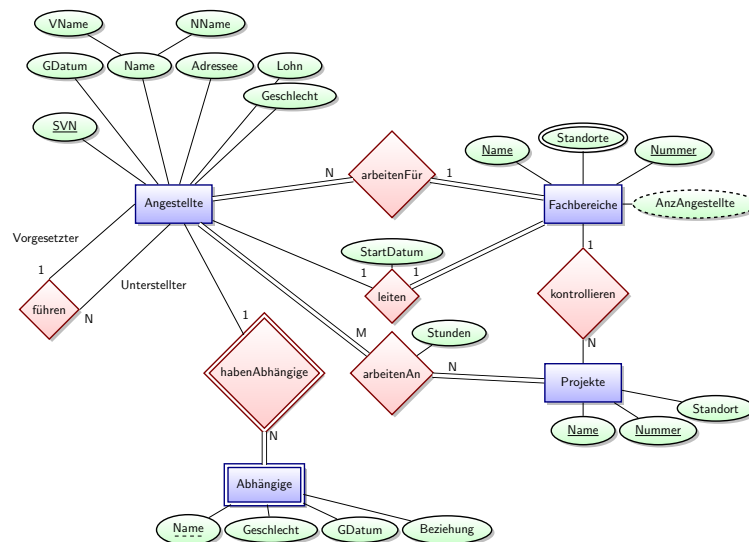 VName
NName
GDatum
Name
Adressee
Lohn
Geschlecht
SVN
Name
Standorte
Nummer
N
arbeitenFür
1
Angestellte
Fachbereiche
AnzAngestellte
Vorgesetzter
StartDatum
1
1
1
1
Unterstellter
leiten
kontrollieren
führen
N
1
M
Stunden
N
habenAbhängige
arbeitenAn
N
Projekte
Standort
N
Name
Nummer
Abhängige
Name
Geschlecht
GDatum
Beziehung